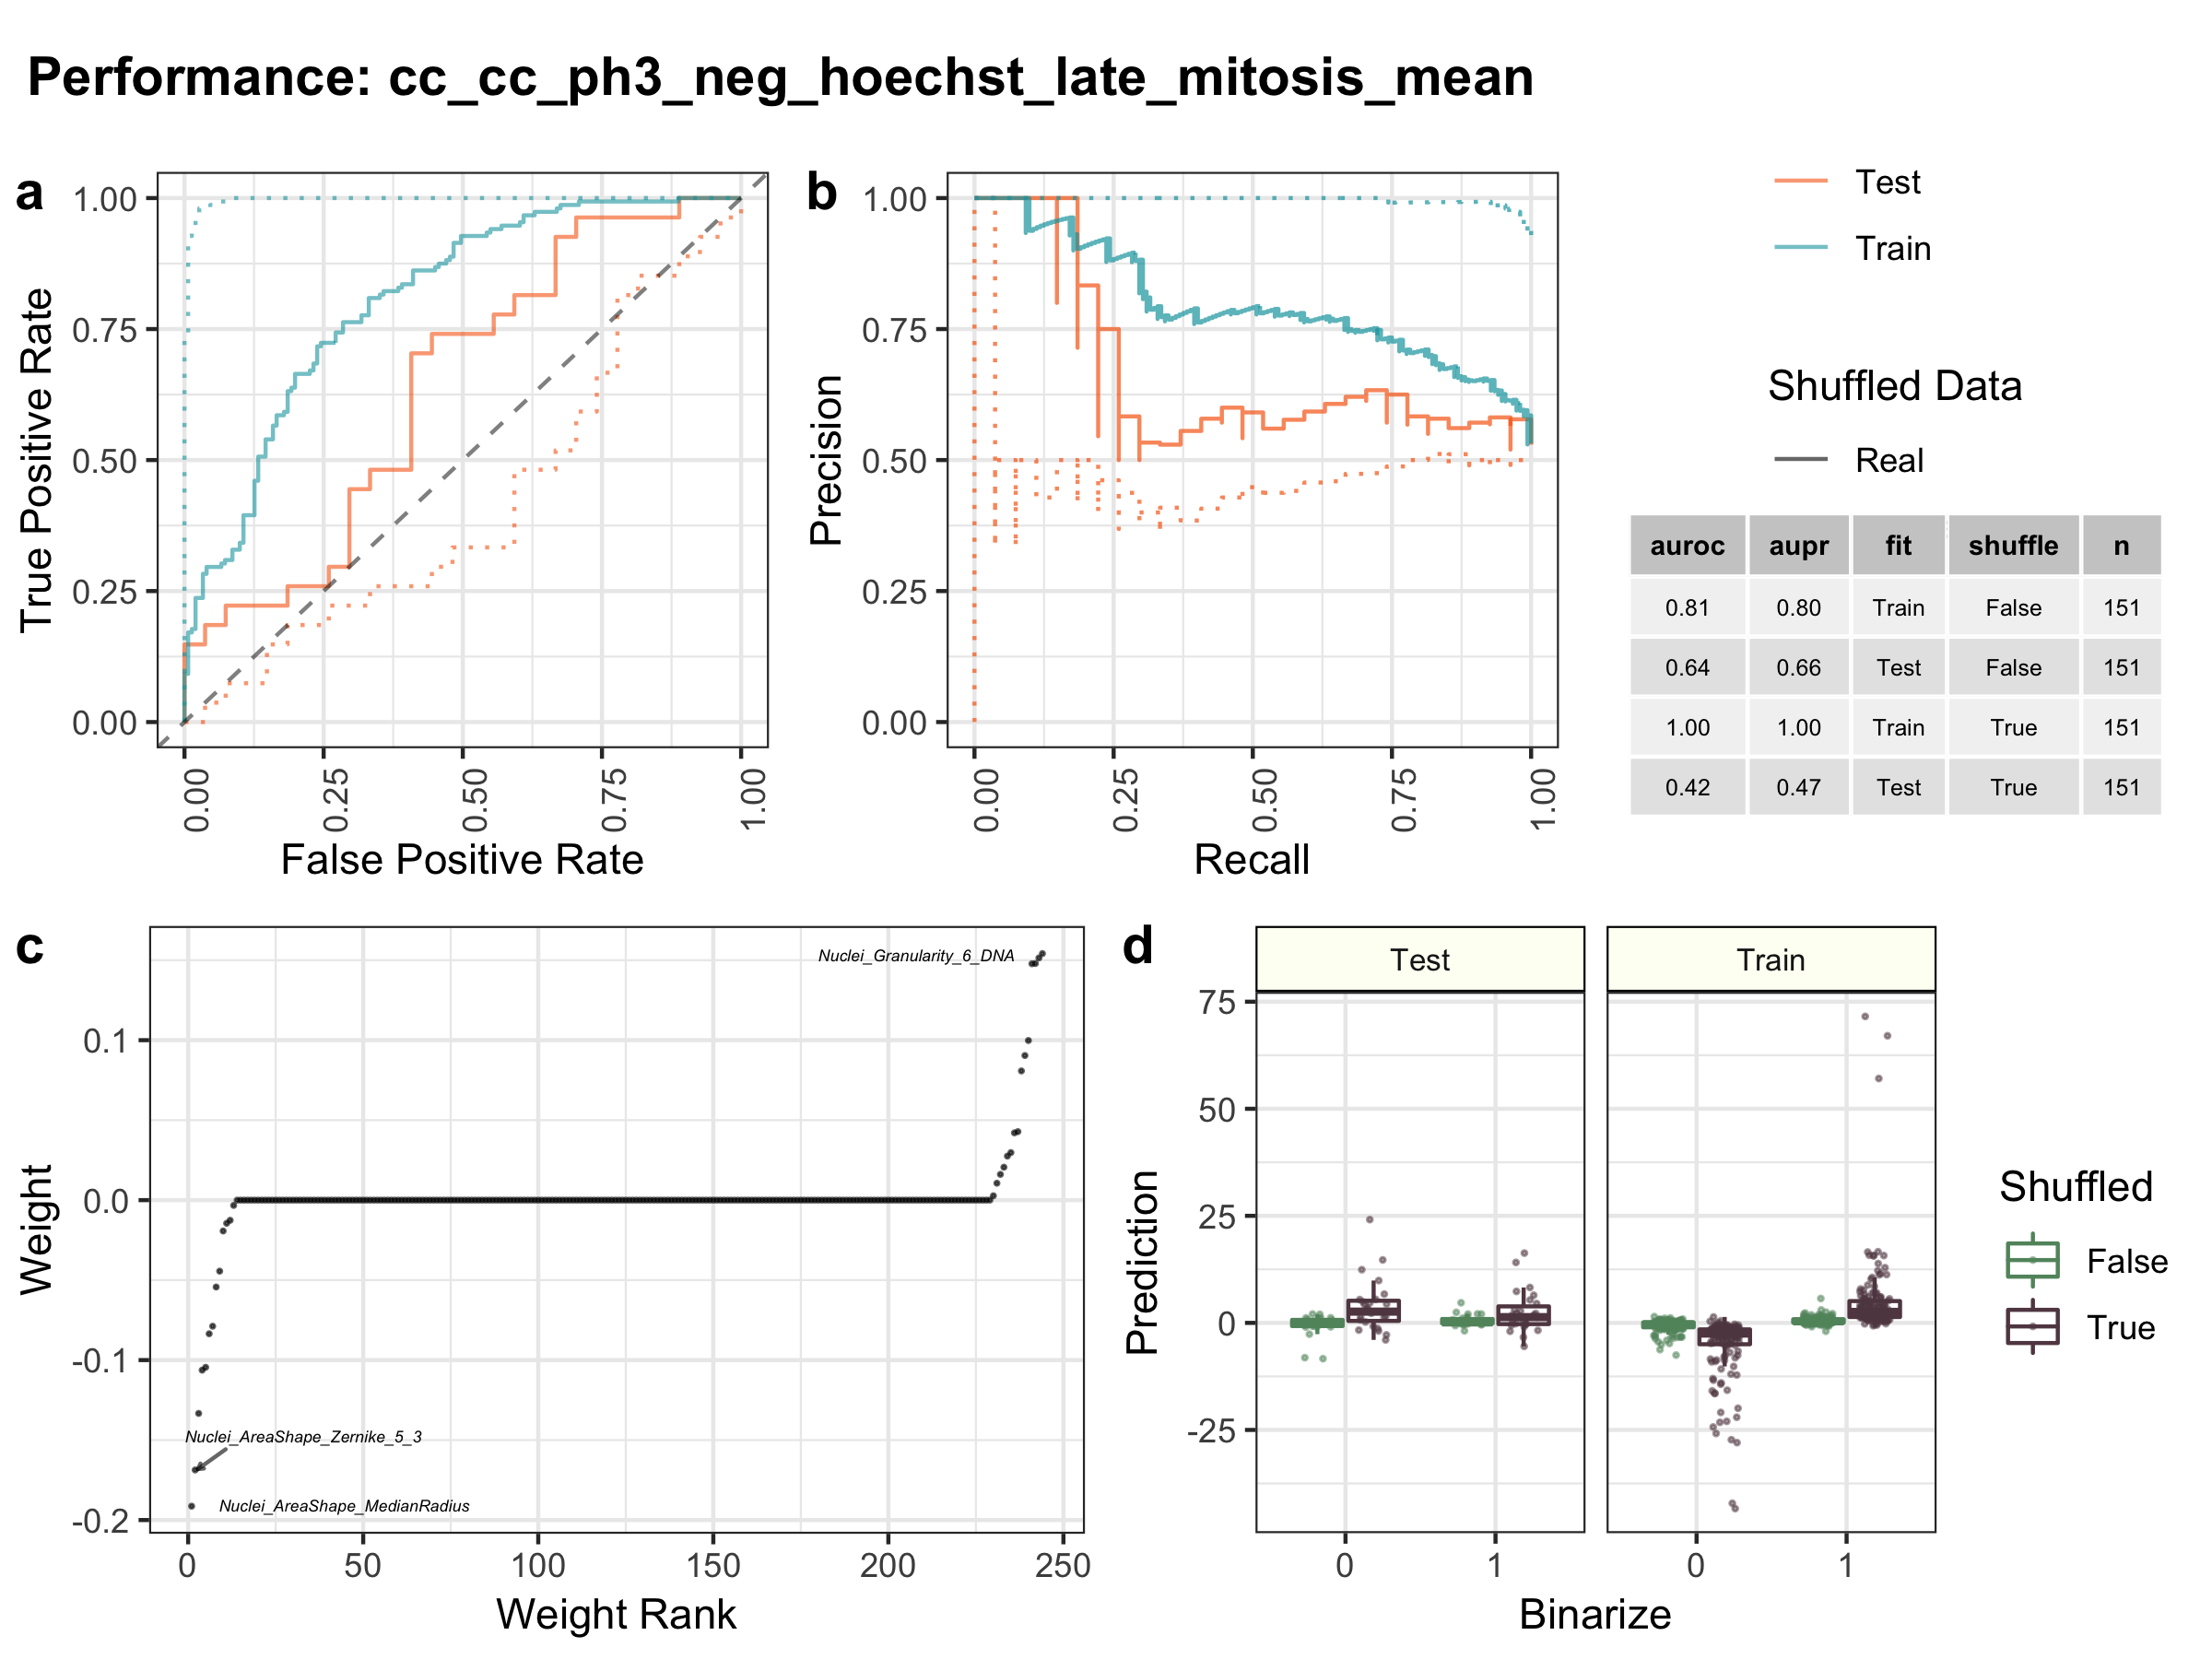 Performance: cc_cc_ph3_neg_hoechst_late_mitosis_mean
a
1.00
0.75
0.50
0.25
0.00
True Positive Rate
0.00
0.25
0.50
0.75
1.00
False Positive Rate
b
1.00
0.75
0.50
0.25
0.00
Precision
0.00
0.25
0.50
0.75
1.00
Recall
Test
Train
Shuffled Data
Real
auroc aupr fit shuffle n
0.81 0.80 Train False 151
0.64 0.66 Test False 151
1.00 1.00 Train True 151
0.42 0.47 Test True 151
c
0.1
0.0
-0.1
-0.2
Weight
Nuclei_Granularity_6_DNA
Nuclei_AreaShape_Zernike_5_3
Nuclei_AreaShape_MedianRadius
0 50 100 150 200 250
Weight Rank
d
Test Train
75
50
25
0
-25
Prediction
0 1 0 1
Binarize
Shuffled
False
True